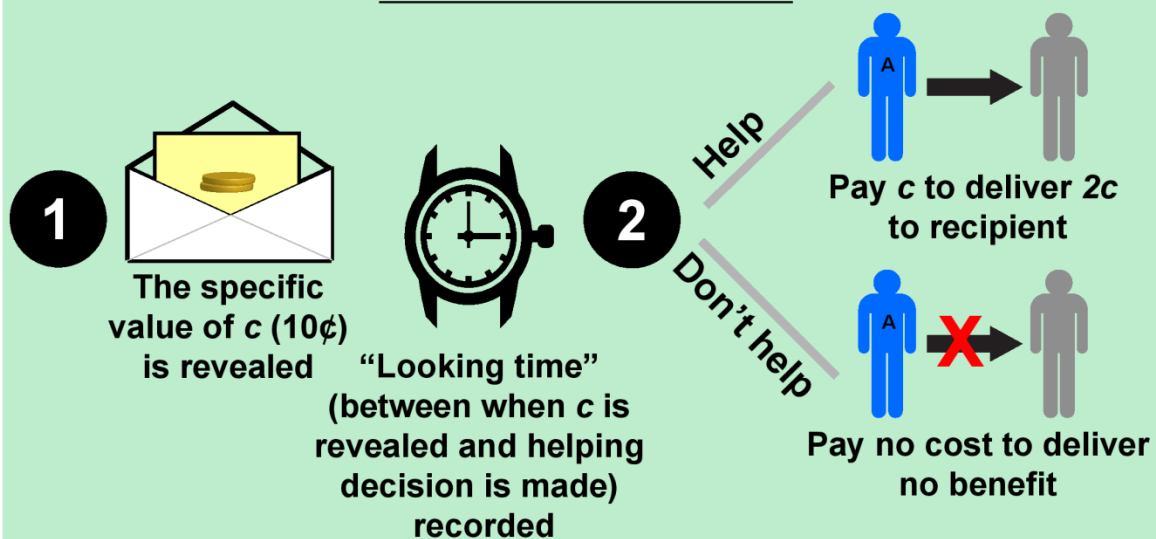 1
The specific
value of c (10¢)
is revealed
“Looking time”
(between when c is
revealed and helping
decision is made)
recorded
2
Help
A
Pay c to deliver 2c
to recipient
Don’t help
A
X
Pay no cost to deliver
no benefit